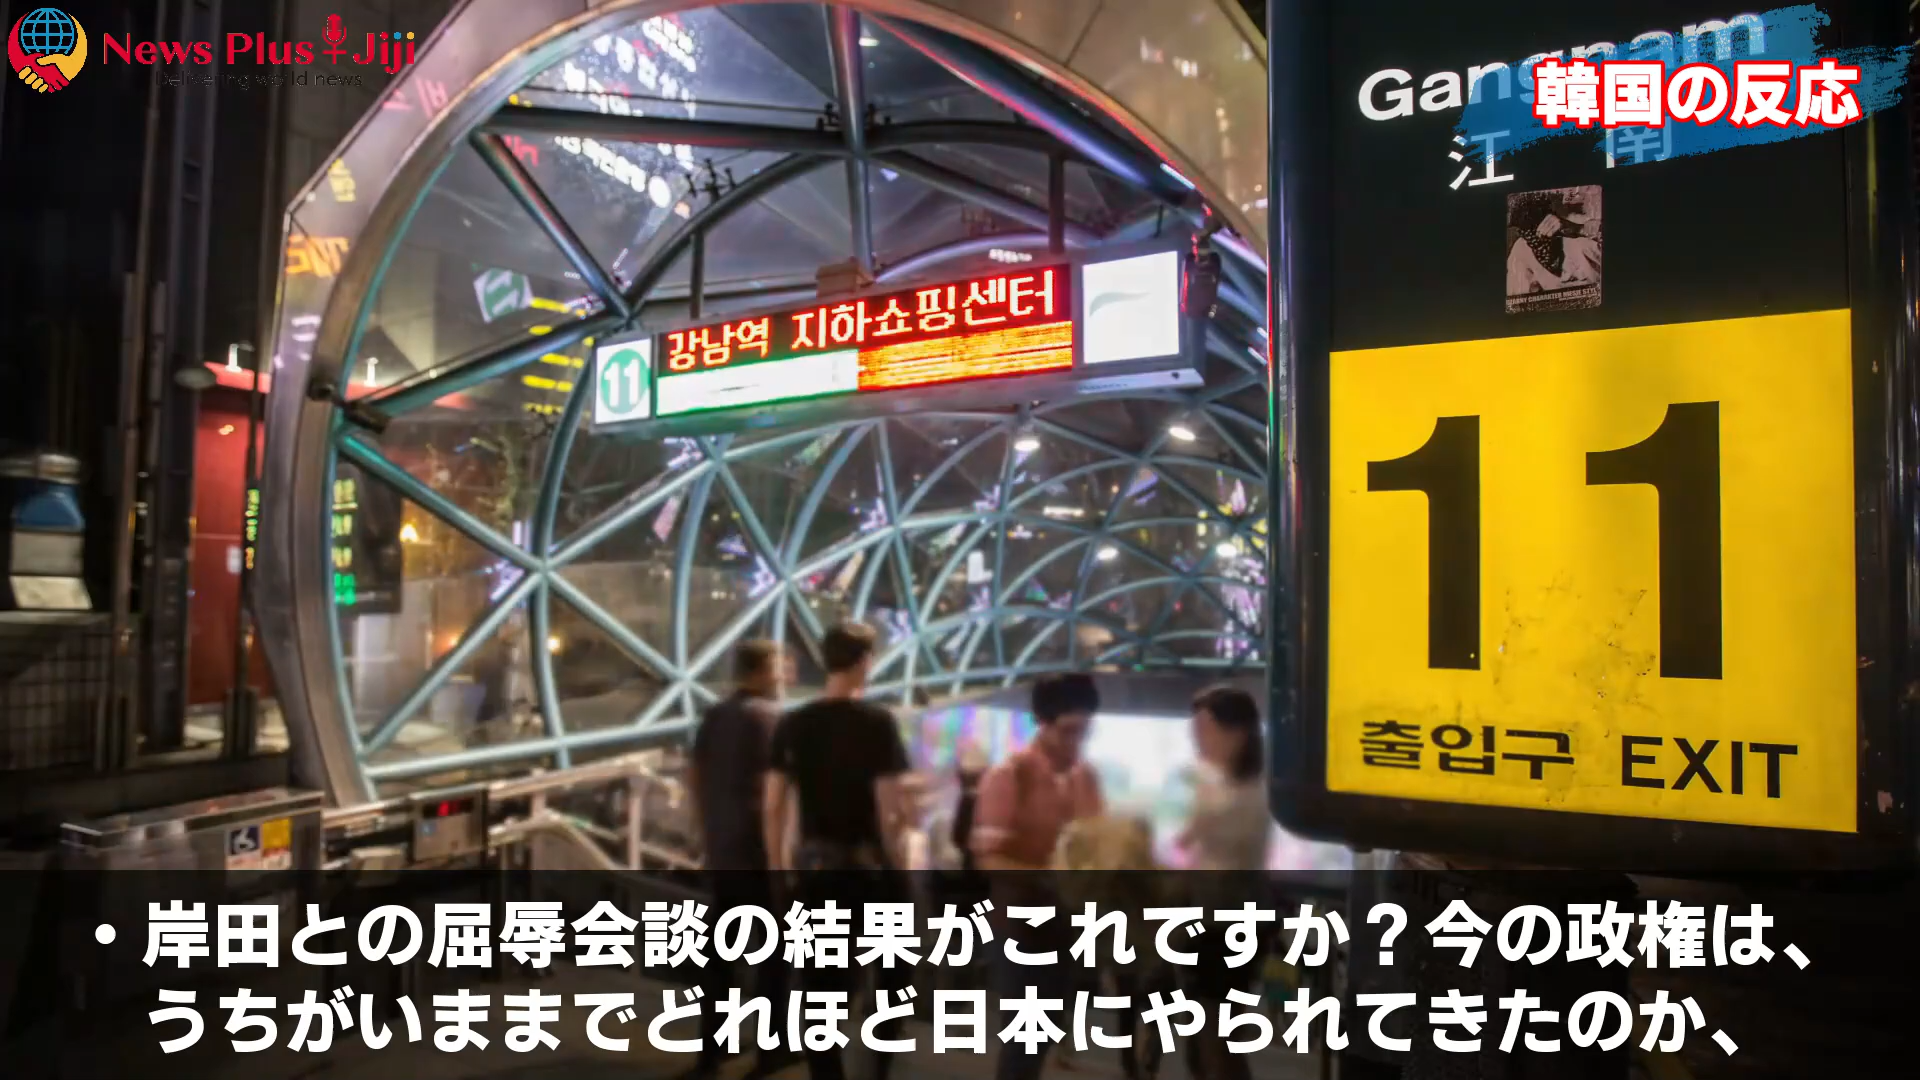 News Plus Jiji
Delivering world news
韓国の反応
Gangnam
江南
강남역 지하쇼핑센터
11
11
출입구 EXIT
・岸田との屈辱会談の結果がこれですか？今の政権は、
うちがいままでどれほど日本にやられてきたのか、